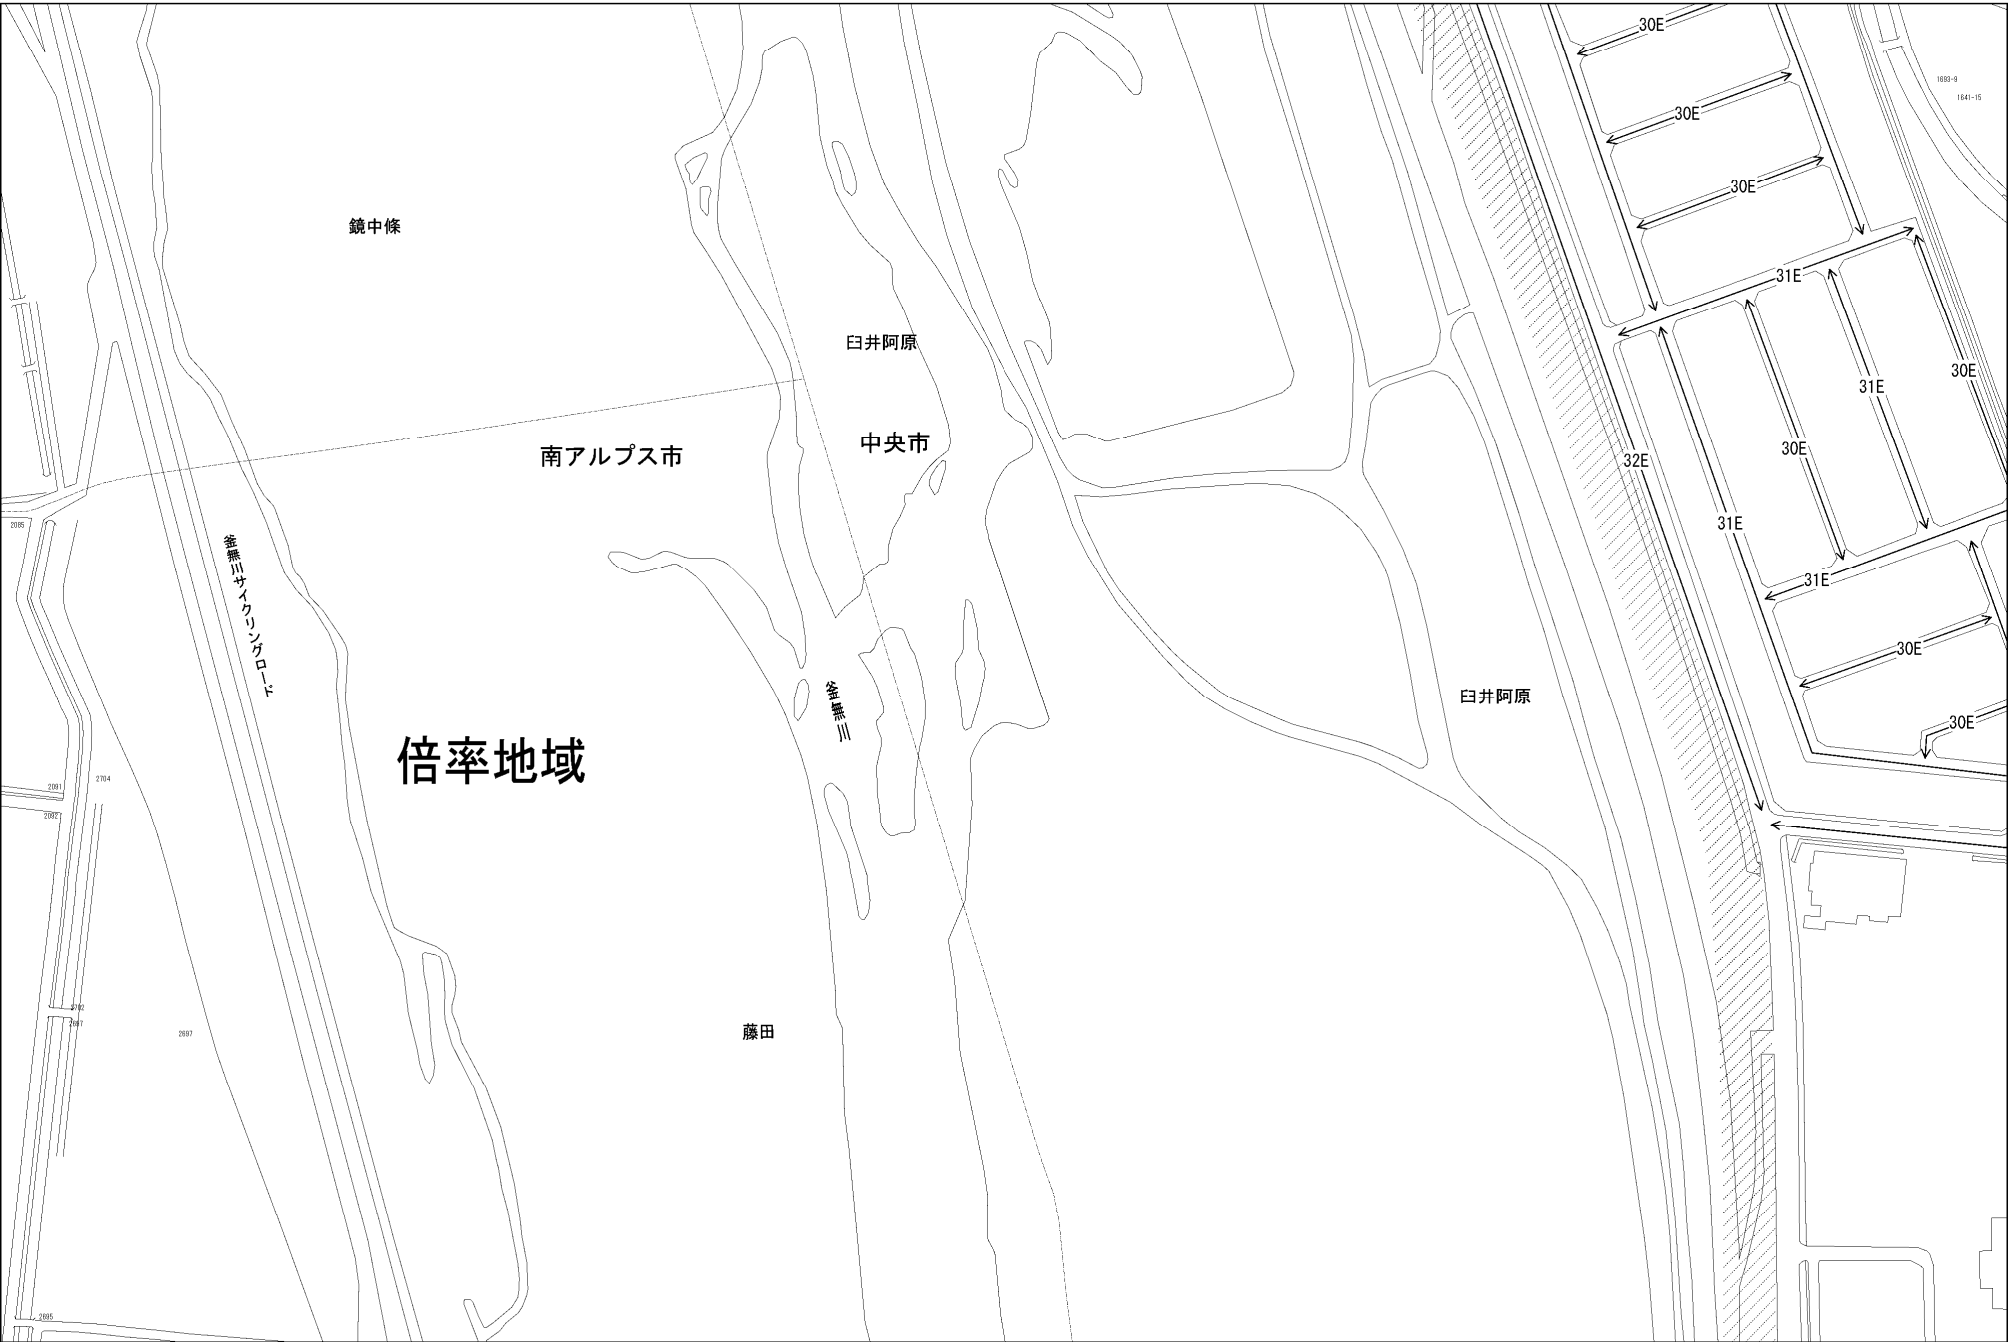 30E
1693-9
1641-15
30E
30E
鏡中條
31E
臼井阿原
30E
31E
中央市
30E
南アルプス市
32E
2085
31E
釜無川サイクリングロード
31E
30E
臼井阿原
釜無川
30E
倍率地域
2704
2091
2092
2702
2697
藤田
2697
2695